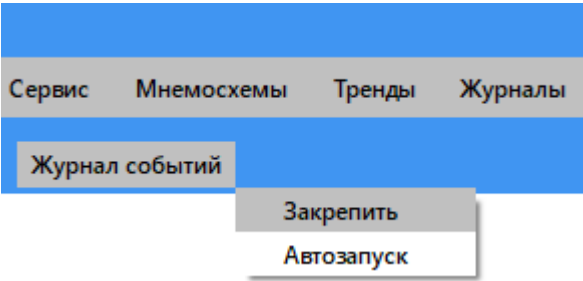 Сервис Мнемосхемы Тренды Журналы
Журнал событий
Закрепить
Автозапуск